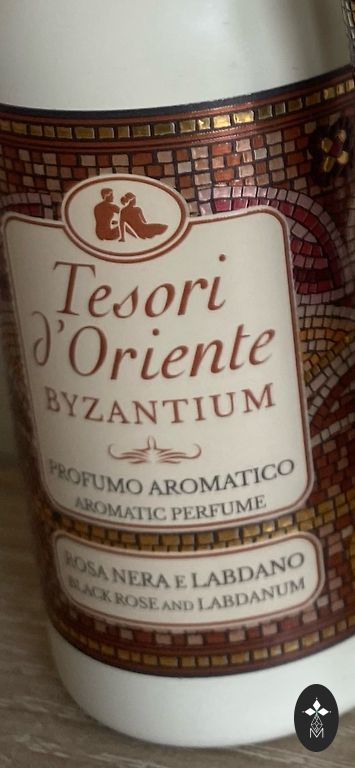 Tesori
d'Oriente
BYZANTIUM
PROFUMO AROMATICO
AROMATIC PERFUME
ROSA NERA E LABDANO
BLACK ROSE AND LABDANUM
M